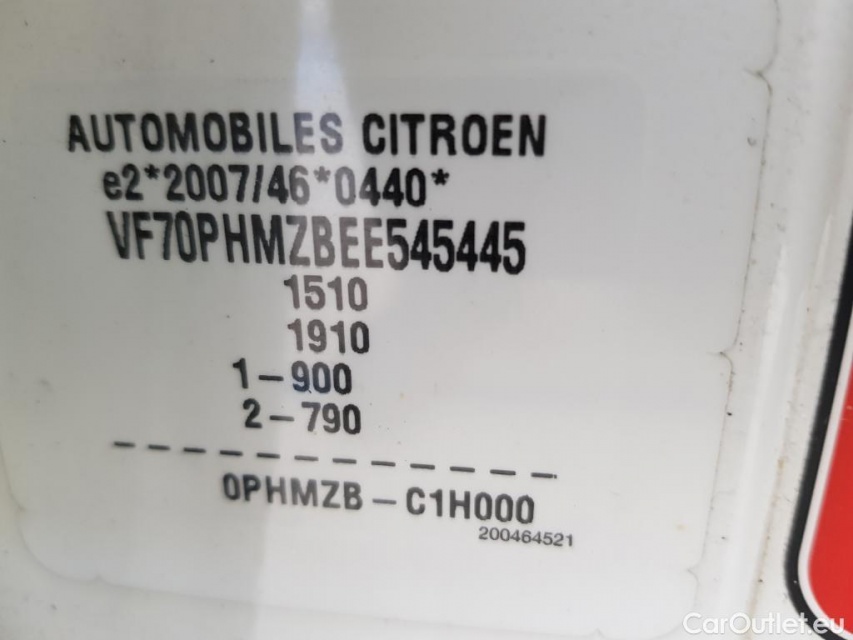 AUTOMOBILES CITROEN
e2*2007/46*0440*
VF70PHMZBEE545445
1510
1910
1-900
2-790
0PHMZB-C1H000
200464521
CarOutlet.eu